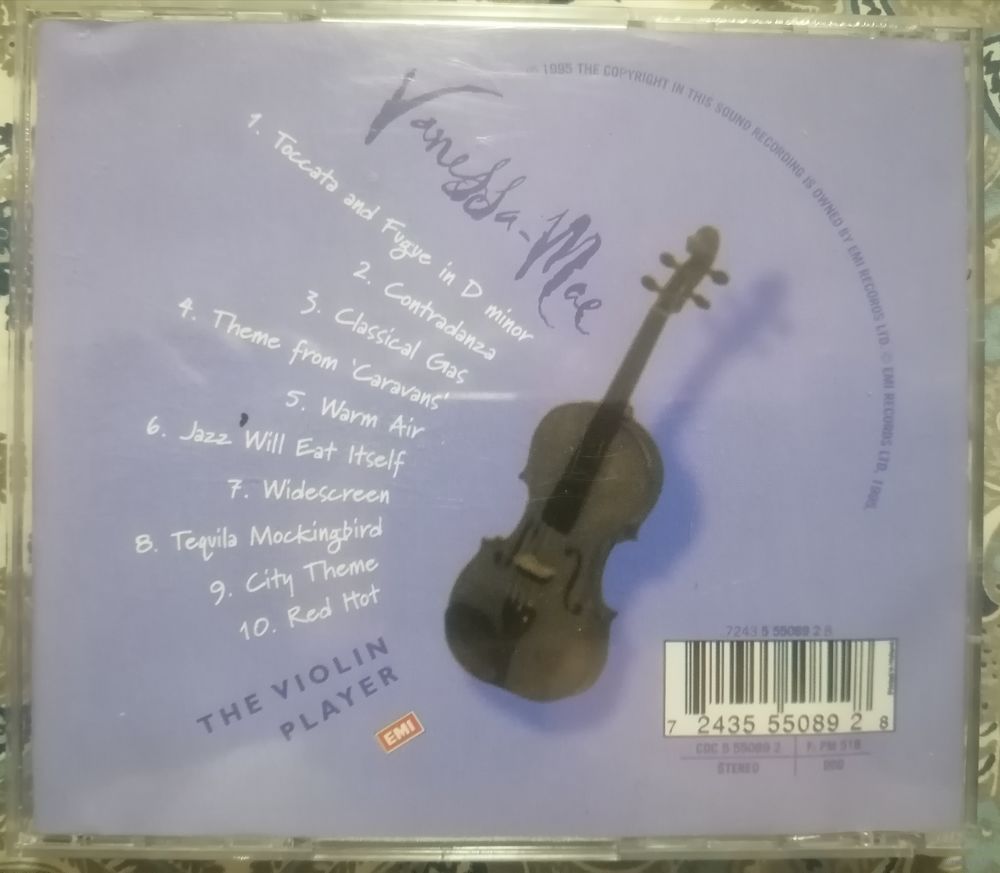 Vanessa-Mae
1. Toccata and Fugue in D minor
2. Contradanza
3. Classical Gas
4. Theme from 'Caravans'
5. Warm Air
6. Jazz Will Eat Itself
7. Widescreen
8. Tequila Mockingbird
9. City Theme
10. Red Hot
THE VIOLIN
PLAYER
EMI
℗ 1995 THE COPYRIGHT IN THIS SOUND RECORDING IS OWNED BY EMI RECORDS LTD. © EMI RECORDS LTD, 1995.
7243 5 55089 2 8
7 24355 55089 2 8
CDC 5 55089 2
F: PM 518
STEREO